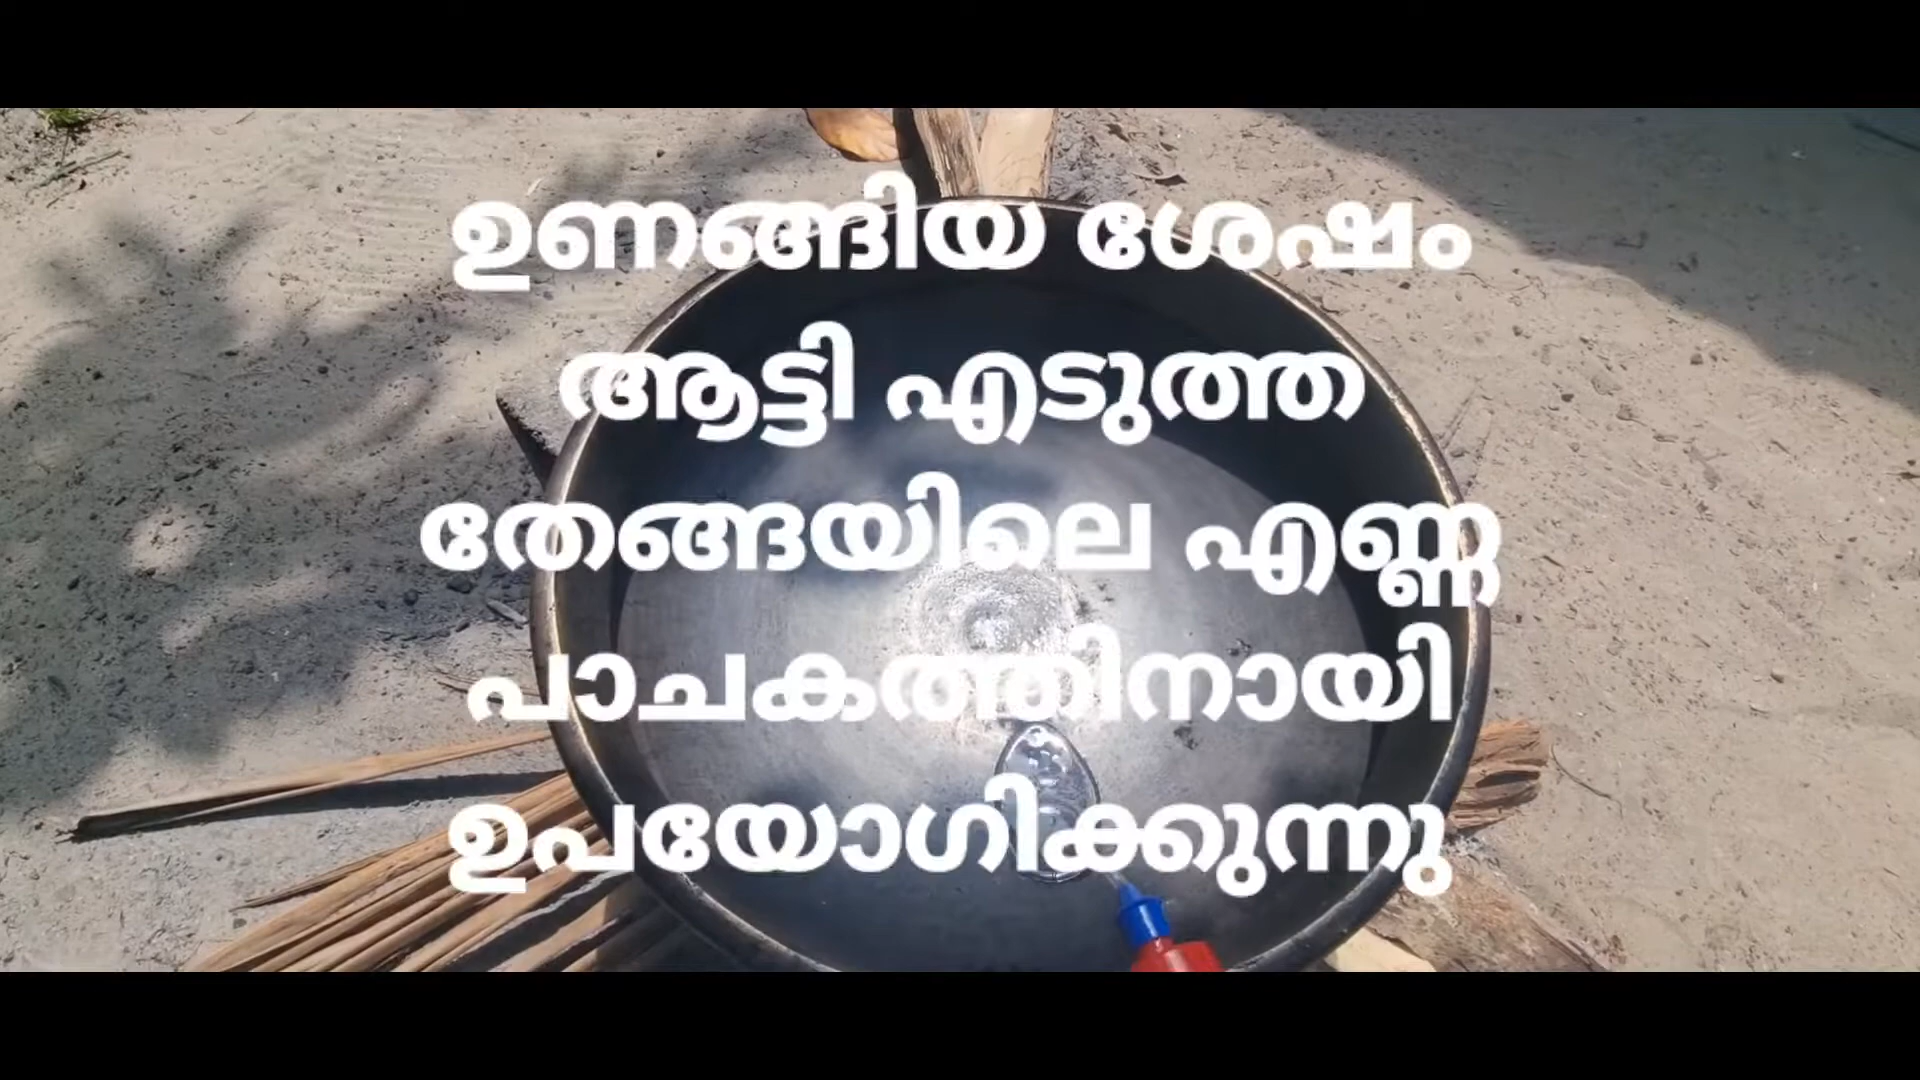 ഉണങ്ങിയ ശേഷം
ആട്ടി എടുത്ത
തേങ്ങയിലെ എണ്ണ
പാചകത്തിനായി
ഉപയോഗിക്കുന്നു